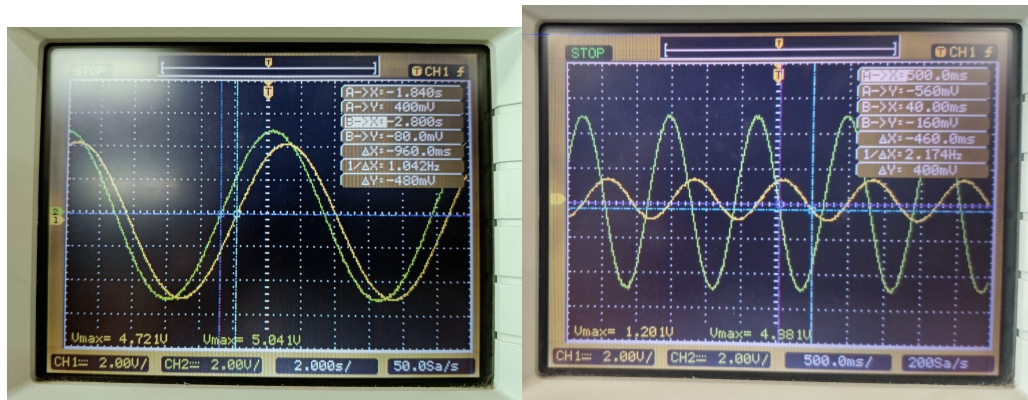 STOP
T CH1
T
A->X:-1.840s
A->Y: 400mV
B->X:-2.800s
B->Y:-80.0mV
ΔX:-960.0ms
1/ΔX:1.042Hz
ΔY:-480mV
2
1
Vmax= 4.721V Vmax= 5.041V
CH1 2.00V/ CH2 2.00V/ 2.000s/ 50.0Sa/s
STOP
T
T CH1
T
A->X:500.0ms
A->Y:-560mV
B->X:40.00ms
B->Y:-160mV
ΔX:-460.0ms
1/ΔX:2.174Hz
ΔY: 400mV
Vmax= 1.201V Vmax= 4.881V
CH1 2.00V/ CH2 2.00V/ 500.0ms/ 200Sa/s